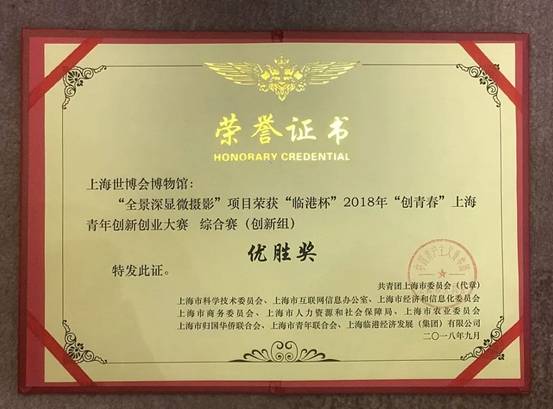 荣誉证书
HONORARY CREDENTIAL
上海世博会博物馆：
“全景深显微摄影”项目荣获“临港杯”2018年“创青春”上海
青年创新创业大赛 综合赛（创新组）
优胜奖
特发此证。
共青团上海市委员会（代章）
上海市科学技术委员会、上海市互联网信息办公室、上海市经济和信息化委员会
上海市商务委员会、上海市人力资源和社会保障局、上海市农业委员会
上海市归国华侨联合会、上海市青年联合会、上海临港经济发展（集团）有限公司
二〇一八年九月